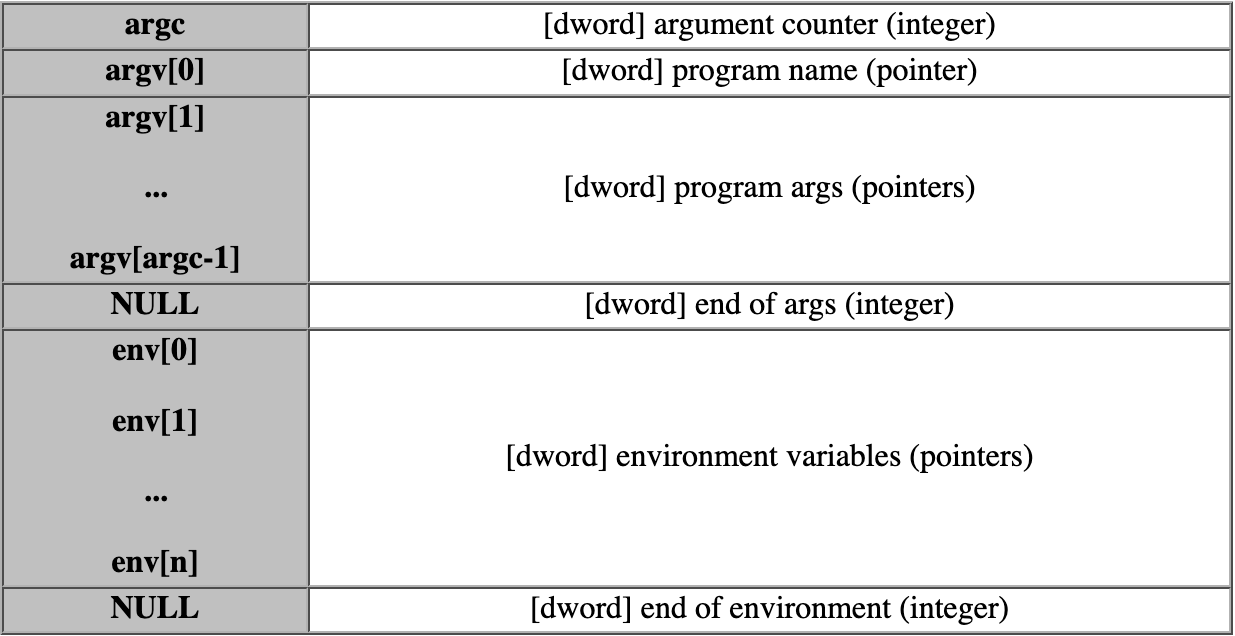 argc [dword] argument counter (integer)
argv[0] [dword] program name (pointer)
argv[1]
...
argv[argc-1]
[dword] program args (pointers)
NULL [dword] end of args (integer)
env[0]
env[1]
...
env[n]
[dword] environment variables (pointers)
NULL [dword] end of environment (integer)